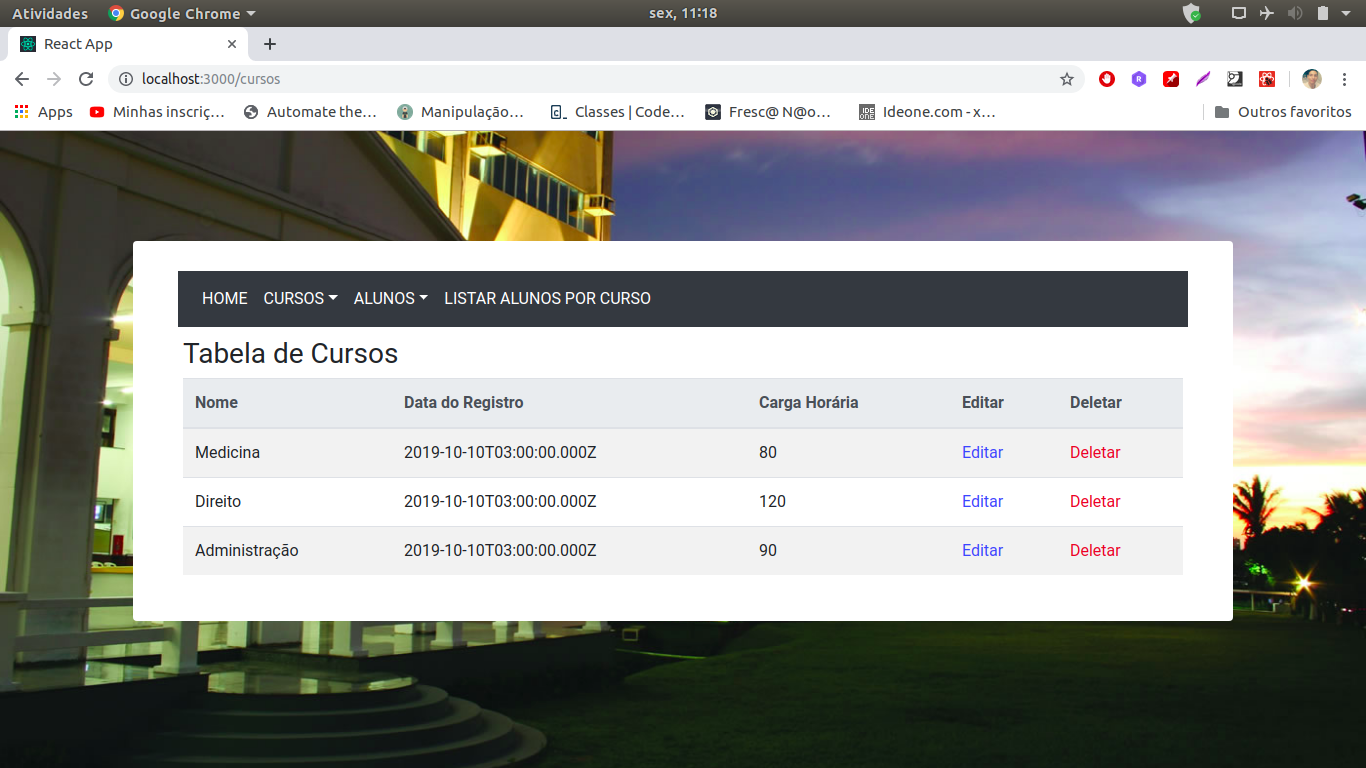 Atividades Google Chrome sex, 11:18
React App
localhost:3000/cursos
Apps Minhas inscriç... Automate the... Manipulação... Classes | Code... Fresc@ N@o... Ideone.com - x... Outros favoritos
HOME CURSOS ALUNOS LISTAR ALUNOS POR CURSO
Tabela de Cursos
Nome Data do Registro Carga Horária Editar Deletar
Medicina 2019-10-10T03:00:00.000Z 80 Editar Deletar
Direito 2019-10-10T03:00:00.000Z 120 Editar Deletar
Administração 2019-10-10T03:00:00.000Z 90 Editar Deletar